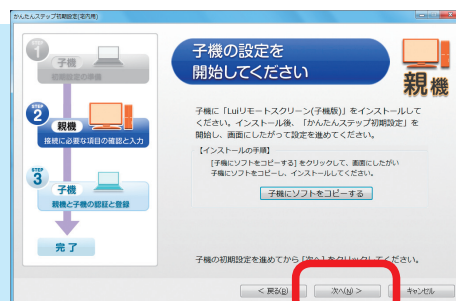 かんたんステップ初期設定(宅内用)
STEP
1
子機
初期設定の準備
STEP
2
親機
接続に必要な項目の確認と入力
STEP
3
子機
親機と子機の認証と登録
完了
子機の設定を
開始してください
親機
子機に「Luiリモートスクリーン(子機版)」をインストールして
ください。インストール後、「かんたんステップ初期設定」を
開始し、画面にしたがって設定を進めてください。
【インストールの手順】
[子機にソフトをコピーする]をクリックして、画面にしたがい
子機にソフトをコピーし、インストールしてください。
子機にソフトをコピーする
子機の初期設定を進めてから[次へ]をクリックしてください。
< 戻る(B)
次へ(N) >
キャンセル